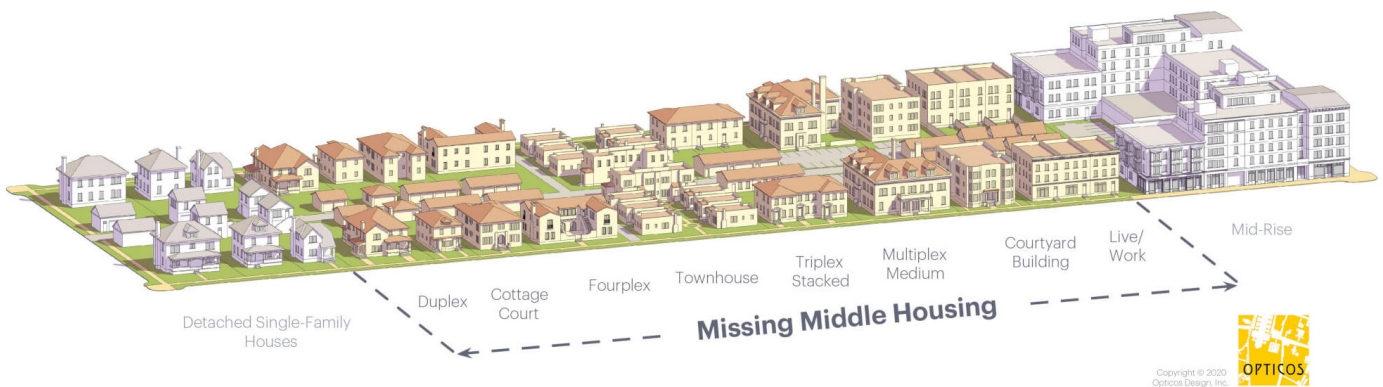 Detached Single-Family
Houses
Duplex
Cottage
Court
Fourplex
Townhouse
Triplex
Stacked
Multiplex
Medium
Courtyard
Building
Live/
Work
Mid-Rise
Missing Middle Housing
Copyright © 2020
Opticos Design, Inc.
OPTICOS